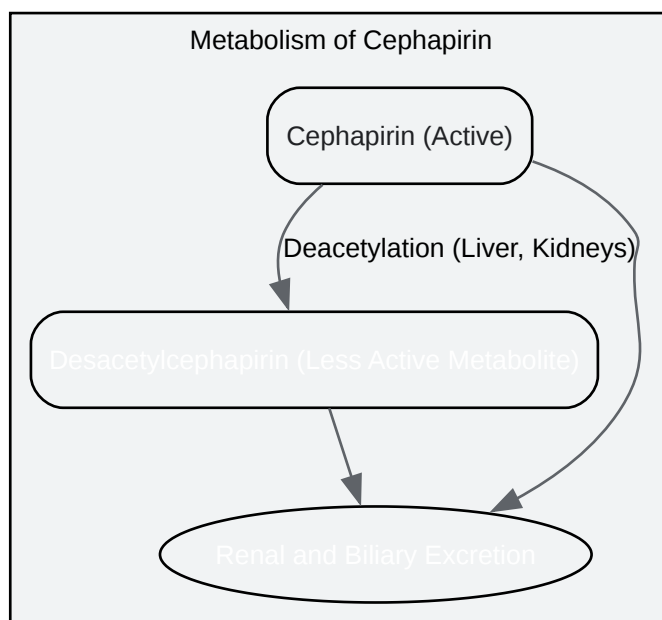 Metabolism of Cephapirin
Cephapirin (Active)
Deacetylation (Liver, Kidneys)
Desacetylcephapirin (Less Active Metabolite)
Renal and Biliary Excretion